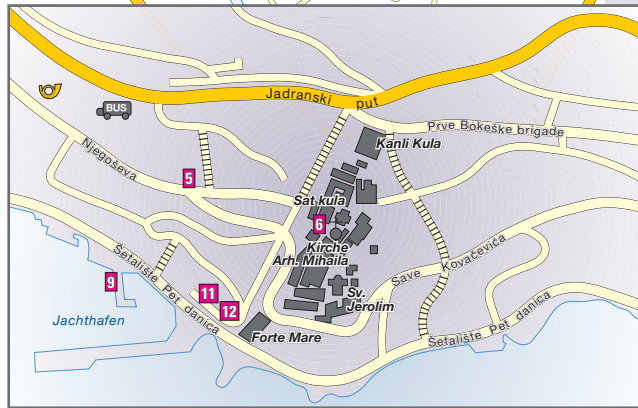 Jadranski put
BUS
Prve Bokeške brigade
Kanli Kula
Njegoševa
5
Sat kula
6
Kirche
Arh. Mihaila
Save Kovačevića
9
Šetalište Pet danica
11
12
Sv.
Jerolim
Jachthafen
Forte Mare
Šetalište Pet danica